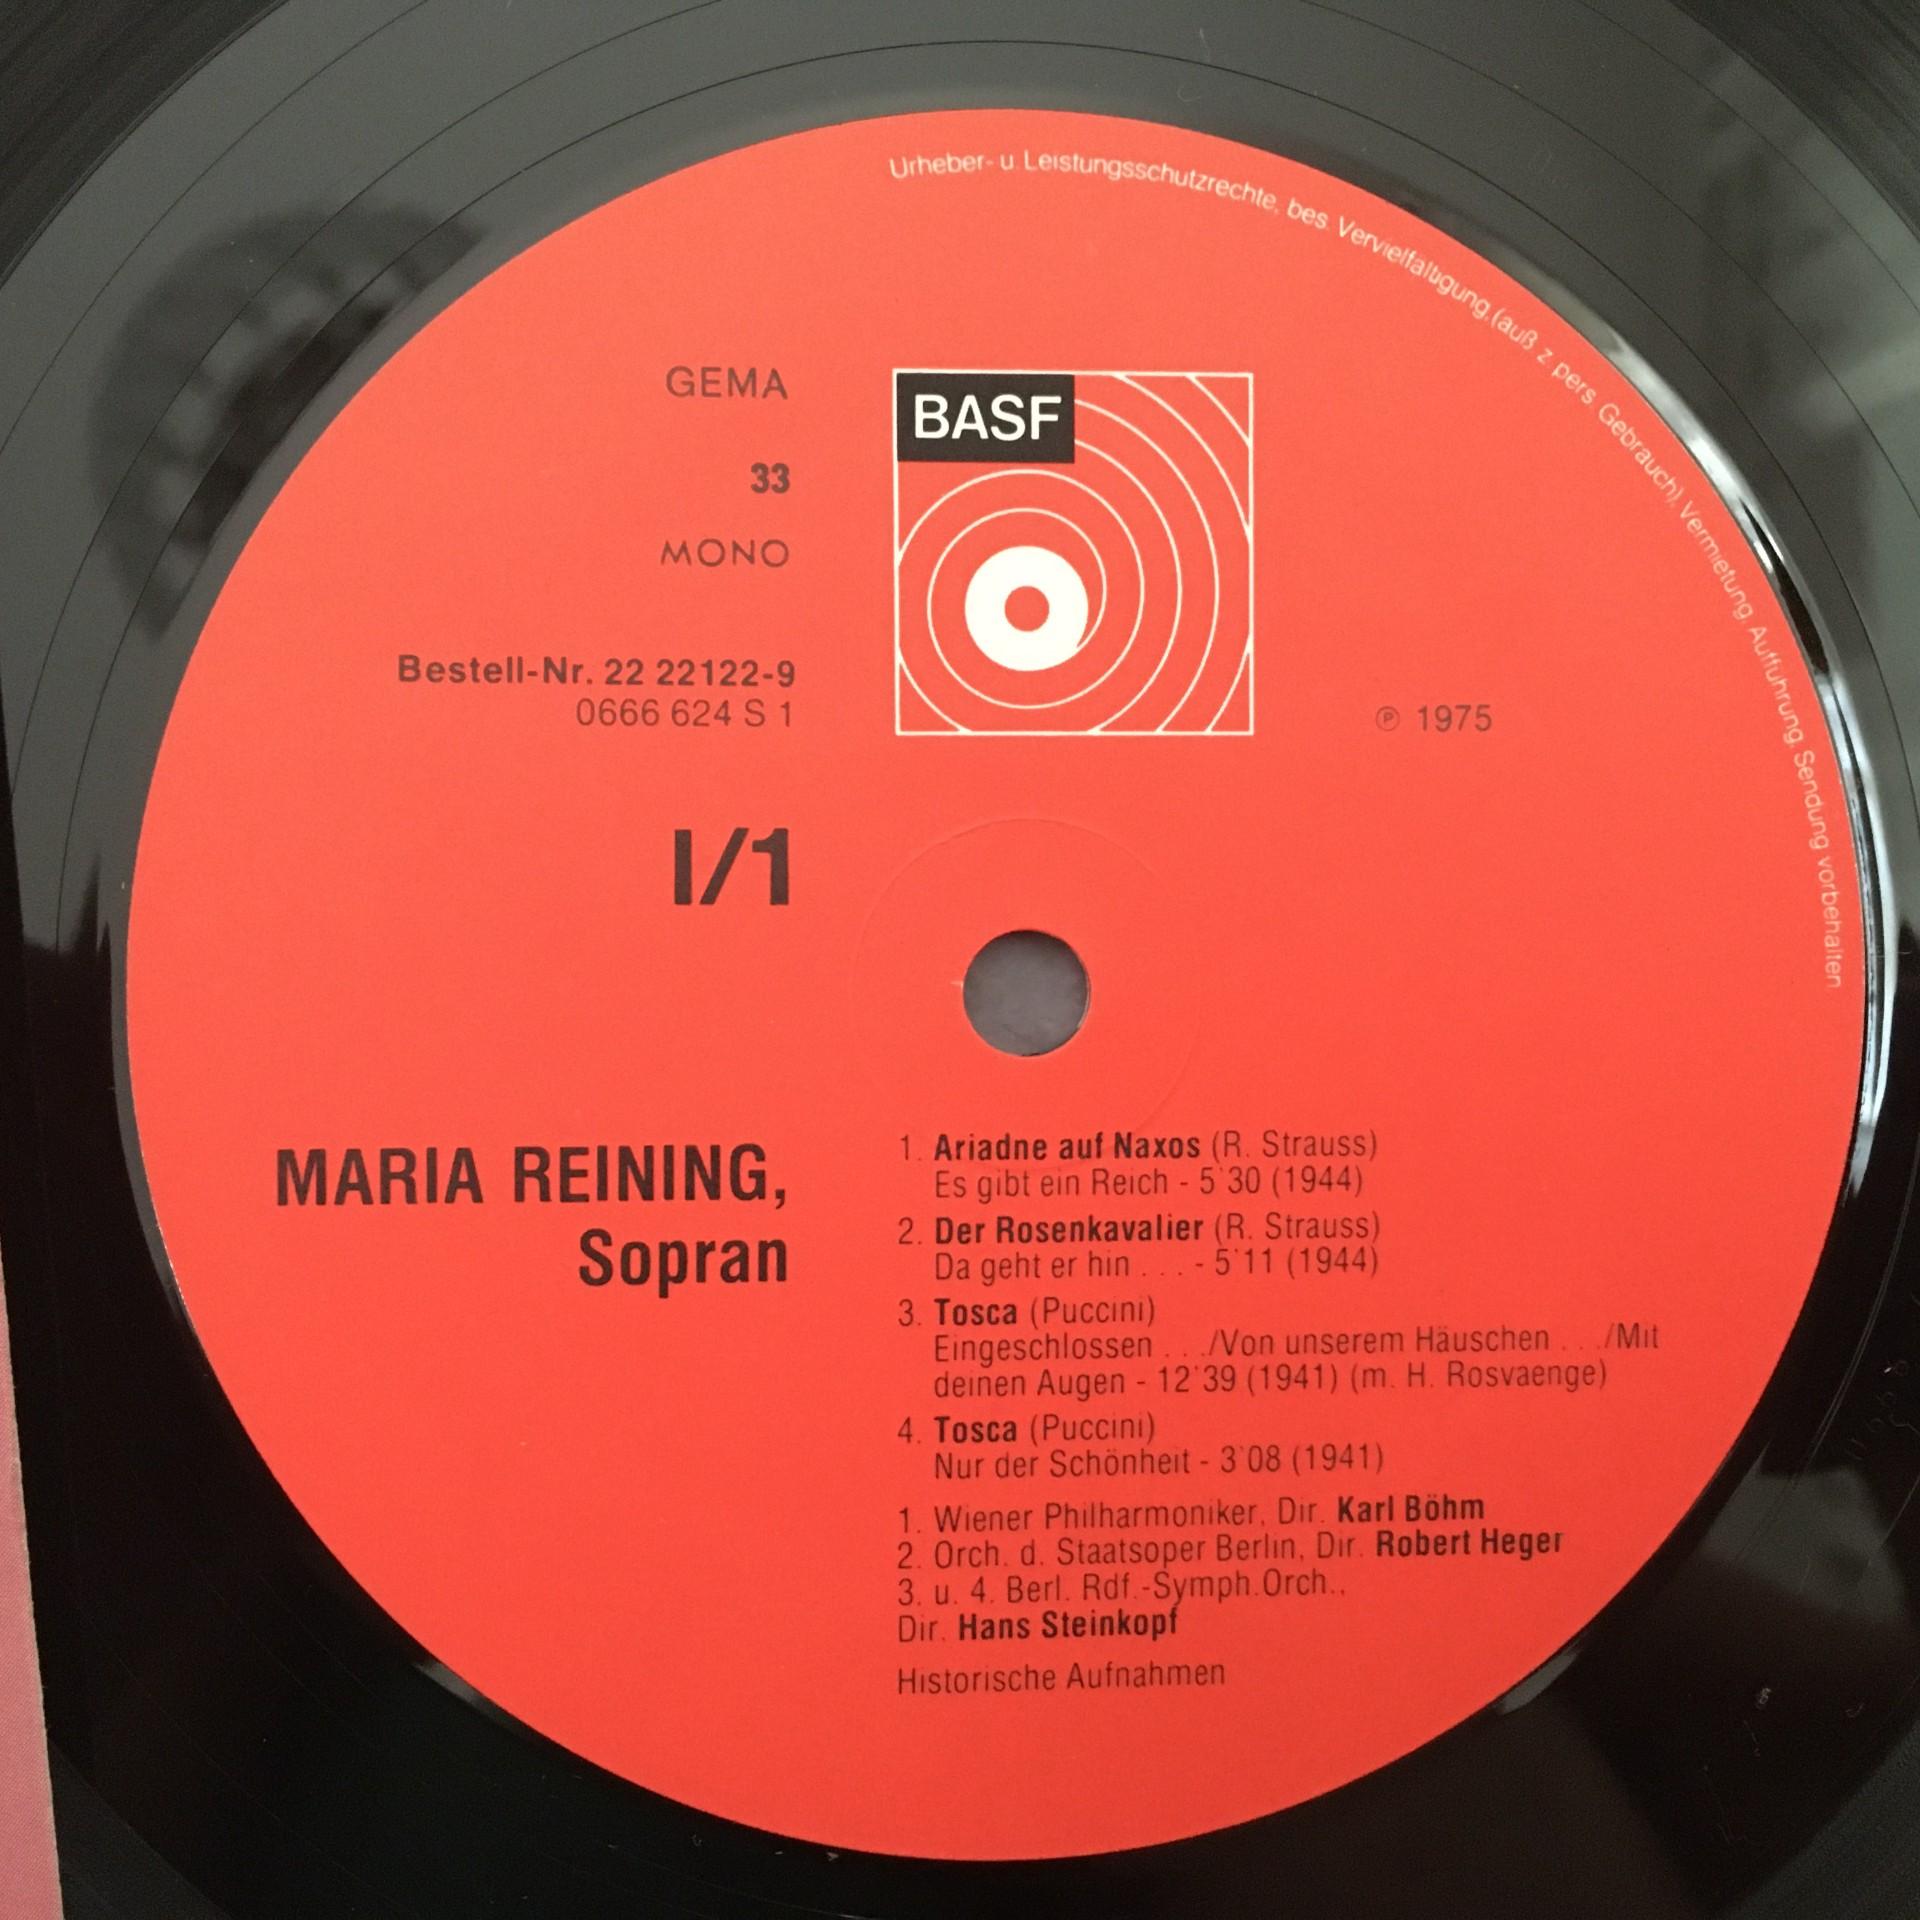 Urheber- u. Leistungsschutzrechte, bes. Vervielfältigung, (auß. z. pers. Gebrauch), Vermietung, Aufführung, Sendung vorbehalten
GEMA
33
MONO
BASF
Bestell-Nr. 22 22122-9
0666 624 S 1
℗ 1975
I/1
MARIA REINING,
Sopran
1. Ariadne auf Naxos (R. Strauss)
Es gibt ein Reich - 5'30 (1944)
2. Der Rosenkavalier (R. Strauss)
Da geht er hin . . . - 5'11 (1944)
3. Tosca (Puccini)
Eingeschlossen . . ./Von unserem Häuschen . . ./Mit
deinen Augen - 12'39 (1941) (m. H. Rosvaenge)
4. Tosca (Puccini)
Nur der Schönheit - 3'08 (1941)
1. Wiener Philharmoniker, Dir. Karl Böhm
2. Orch. d. Staatsoper Berlin, Dir. Robert Heger
3. u. 4. Berl. Rdf.-Symph.Orch.,
Dir. Hans Steinkopf
Historische Aufnahmen